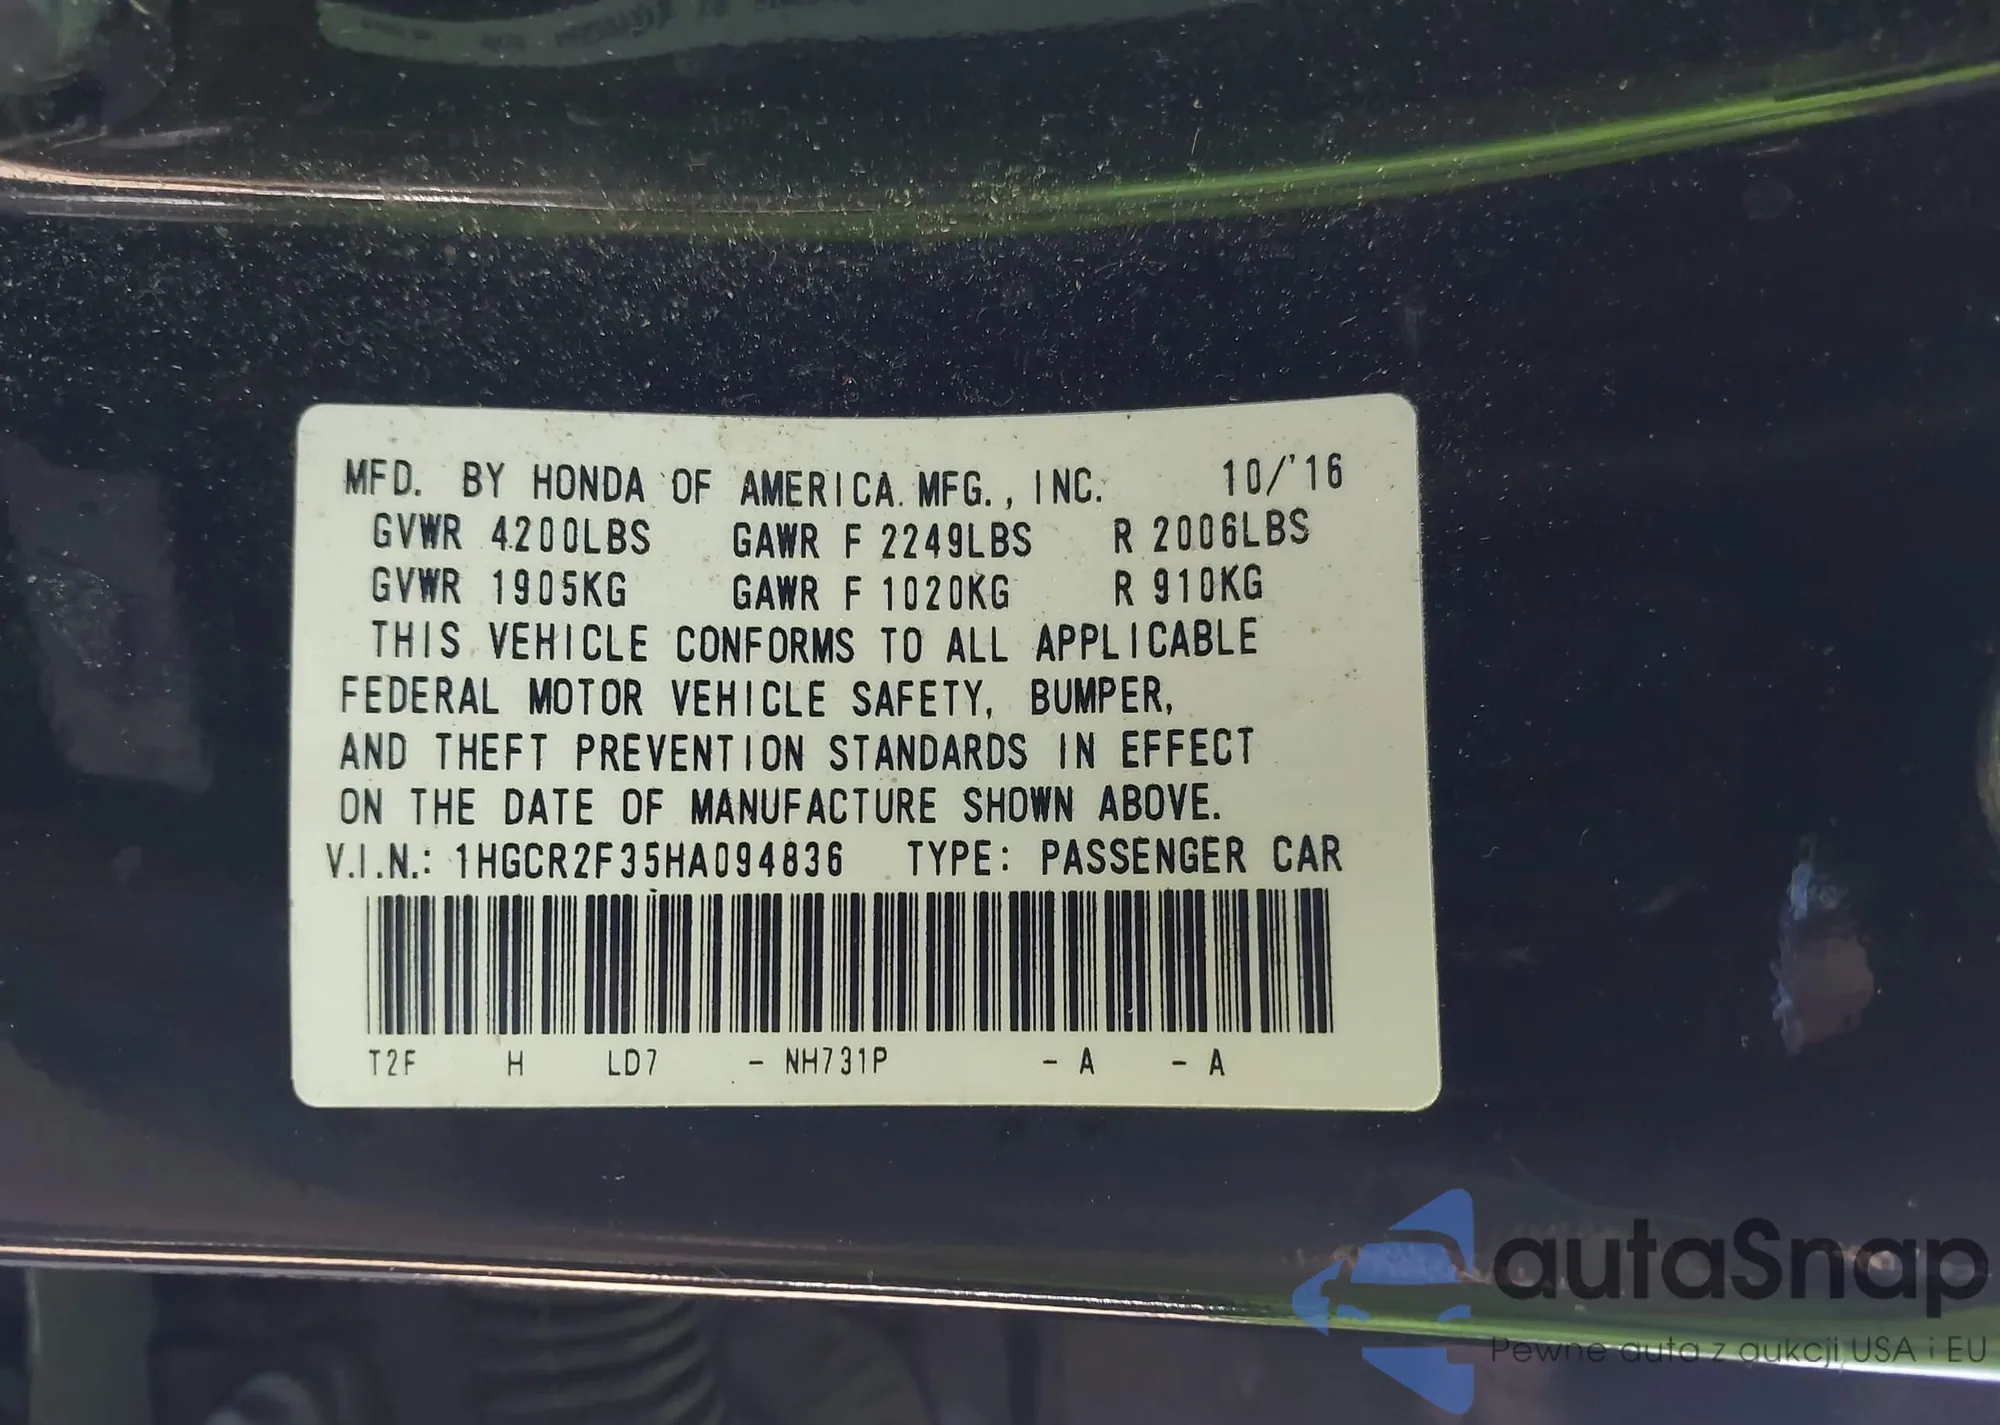 MFD. BY HONDA OF AMERICA MFG., INC. 10/'16
GVWR 4200LBS GAWR F 2249LBS R 2006LBS
GVWR 1905KG GAWR F 1020KG R 910KG
THIS VEHICLE CONFORMS TO ALL APPLICABLE
FEDERAL MOTOR VEHICLE SAFETY, BUMPER,
AND THEFT PREVENTION STANDARDS IN EFFECT
ON THE DATE OF MANUFACTURE SHOWN ABOVE.
V.I.N.: 1HGCR2F35HA094836 TYPE: PASSENGER CAR
T2F H LD7 - NH731P - A - A
autaSnap
Pewne auta z aukcji USA i EU